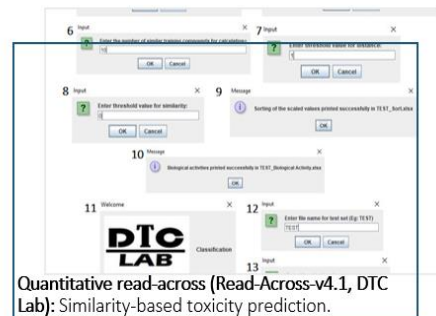 6 Input X
Enter the number of similar training compounds for calculation:
10
OK Cancel
7 Input X
Enter threshold value for distance:
1
OK Cancel
8 Input X
Enter threshold value for similarity:
0
OK Cancel
9 Message X
Sorting of the scaled values printed successfully in TEST_Sort.xlsx
OK
10 Message X
Biological activities printed successfully in TEST_Biological Activity.xlsx
OK
11 Welcome X
DTC
LAB
Classification
12 Input X
Enter file name for test set (Eg: TEST)
TEST
OK Cancel
13 Input X
Quantitative read-across (Read-Across-v4.1, DTC
Lab): Similarity-based toxicity prediction.